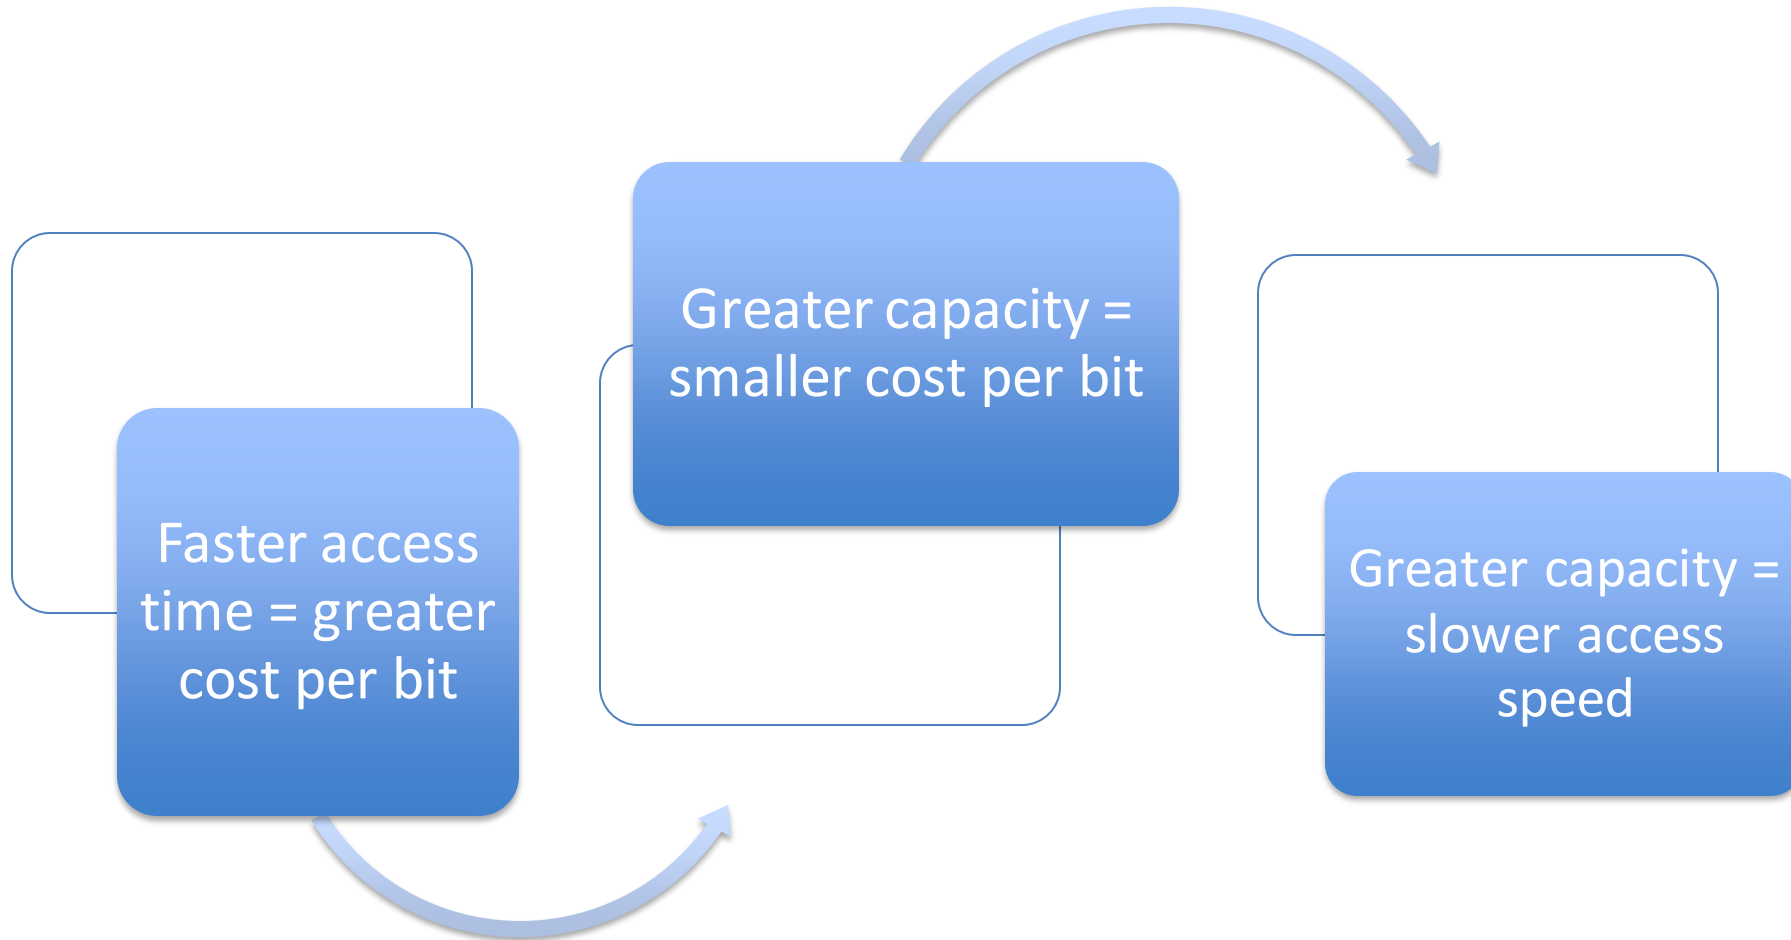 Faster access
time = greater
cost per bit
Greater capacity =
smaller cost per bit
Greater capacity =
slower access
speed